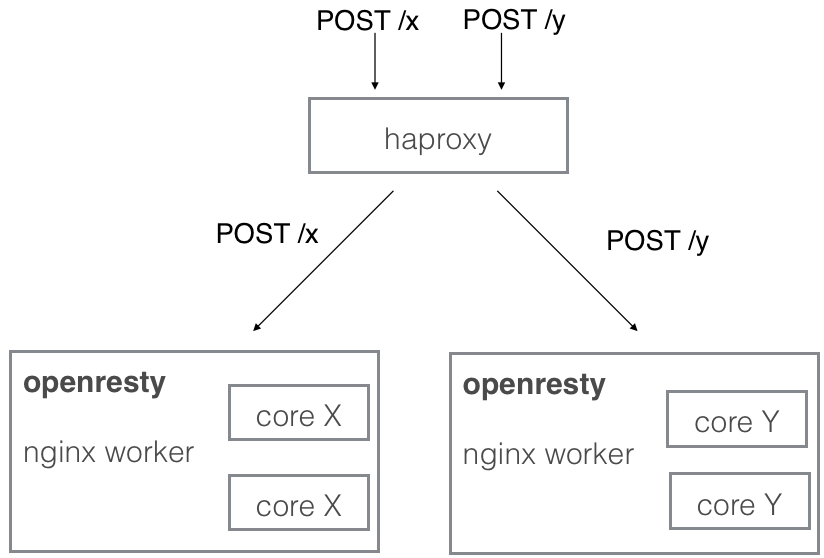 POST /x
POST /y
haproxy
POST /x
POST /y
openresty
core X
nginx worker
core X
openresty
core Y
nginx worker
core Y